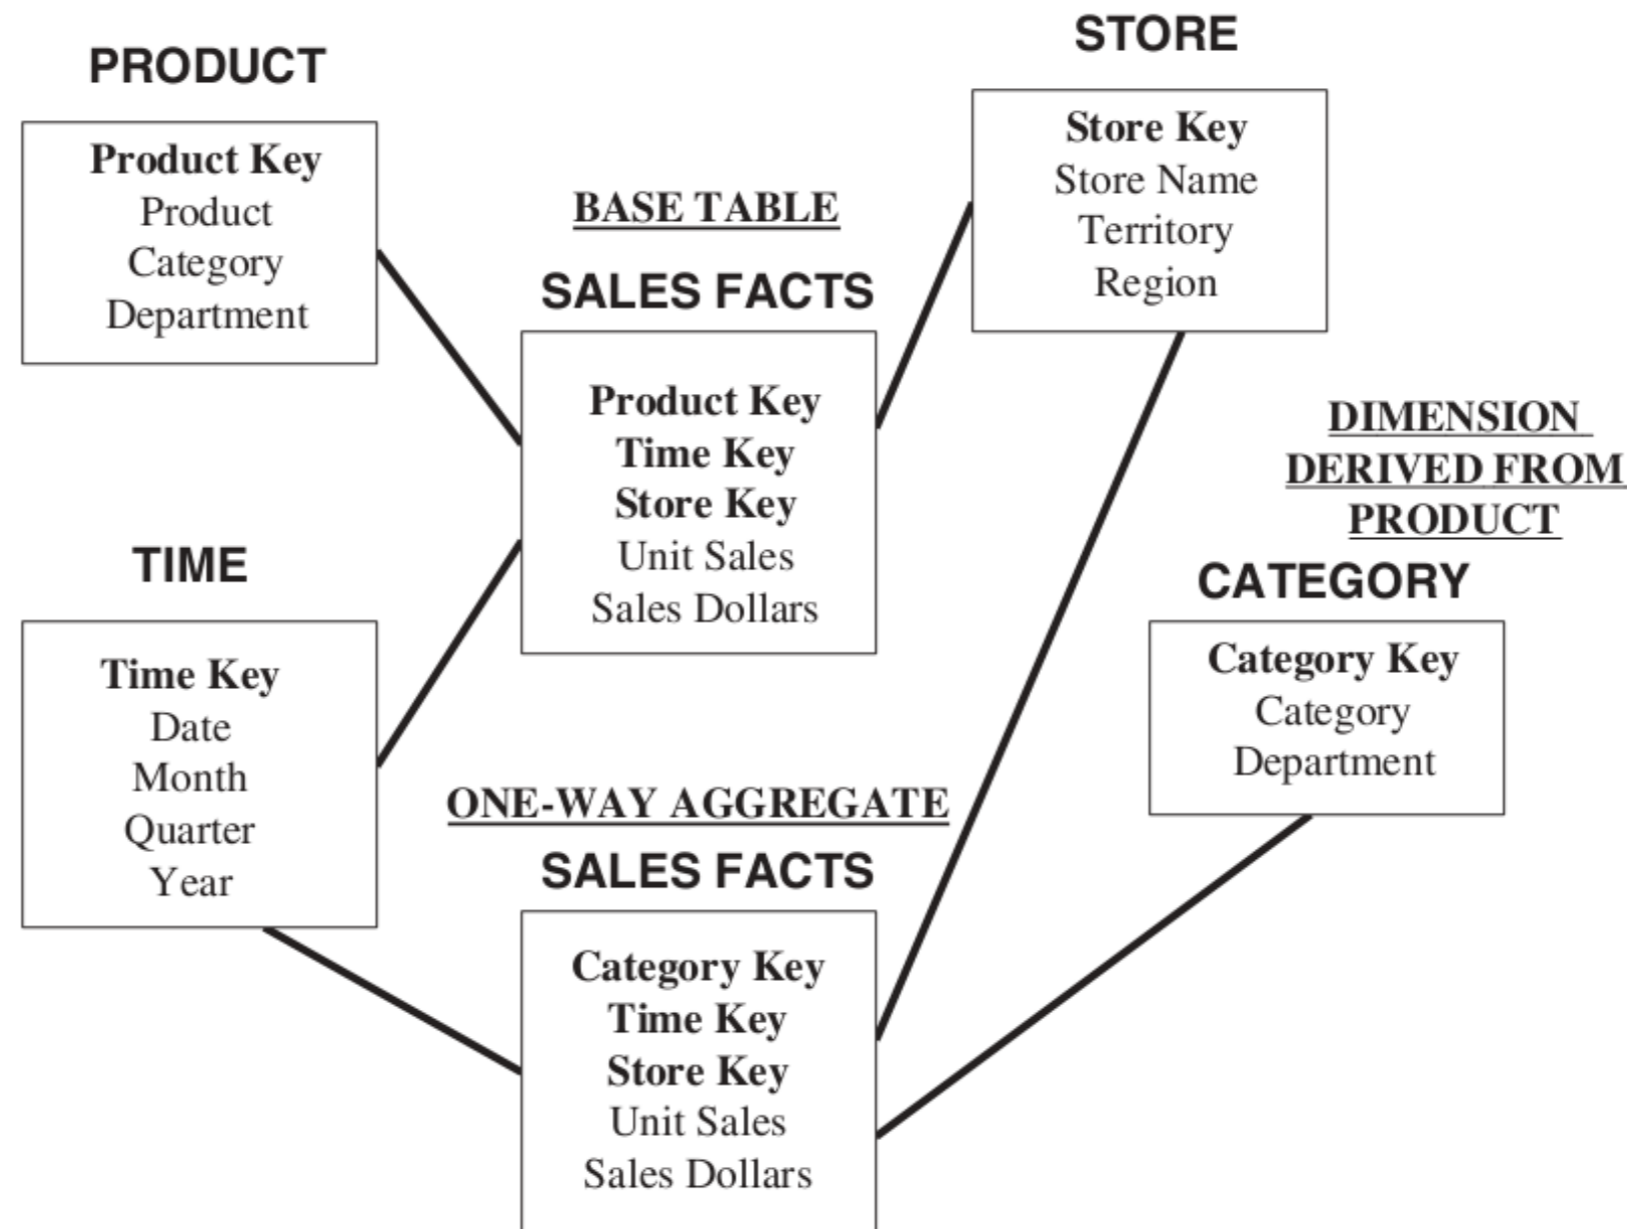 PRODUCT
Product Key
Product
Category
Department
BASE TABLE
SALES FACTS
Product Key
Time Key
Store Key
Unit Sales
Sales Dollars
STORE
Store Key
Store Name
Territory
Region
TIME
Time Key
Date
Month
Quarter
Year
ONE-WAY AGGREGATE
SALES FACTS
Category Key
Time Key
Store Key
Unit Sales
Sales Dollars
DIMENSION
DERIVED FROM
PRODUCT
CATEGORY
Category Key
Category
Department